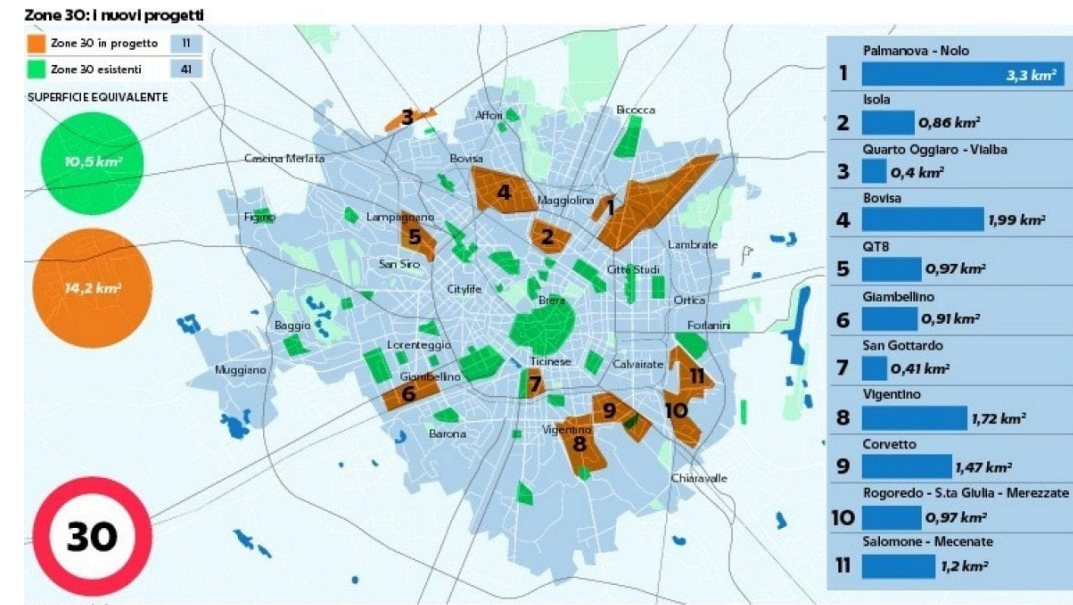 Zone 30: i nuovi progetti
Zone 30 in progetto 11
Zone 30 esistenti 41
SUPERFICIE EQUIVALENTE
10,5 km²
14,2 km²
30
3
Affori
Bicocca
Cascina Merlata
Bovisa
4
Maggiolina
1
Figino
Lampugnano
5
2
Lambrate
San Siro
Città Studi
Citylife
Brera
Ortica
Baggio
Forlanini
Lorenteggio
Muggiano
Giambellino
Ticinese
Calvairate
6
7
11
9
10
Barona
Vigentino
8
Chiaravalle
Palmanova - Nolo
1 3,3 km²
Isola
2 0,86 km²
Quarto Oggiaro - Vialba
3 0,4 km²
Bovisa
4 1,99 km²
QT8
5 0,97 km²
Giambellino
6 0,91 km²
San Gottardo
7 0,41 km²
Vigentino
8 1,72 km²
Corvetto
9 1,47 km²
Rogoredo - S.ta Giulia - Merezzate
10 0,97 km²
Salomone - Mecenate
11 1,2 km²